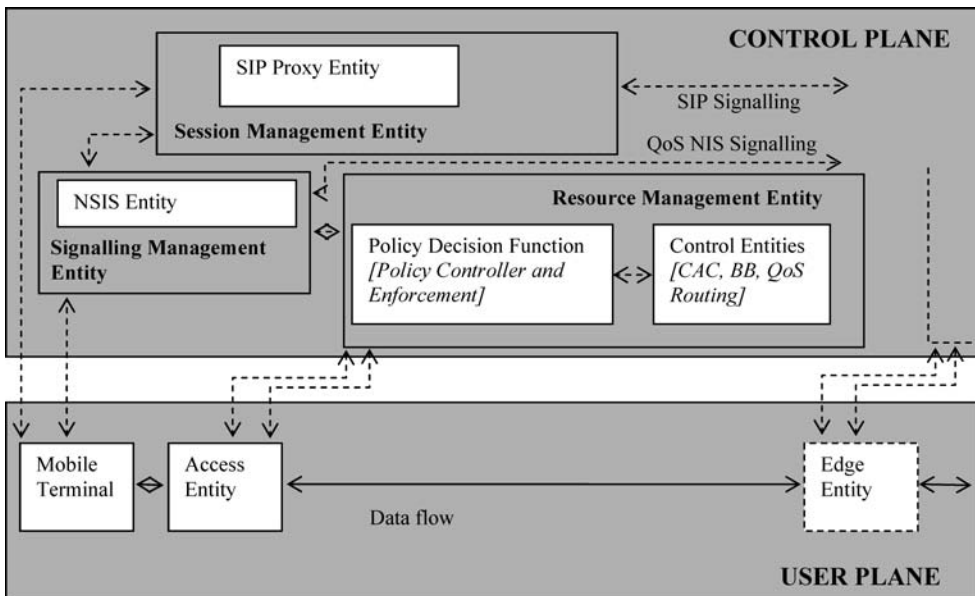 CONTROL PLANE
SIP Proxy Entity
SIP Signalling
Session Management Entity
QoS NIS Signalling
NSIS Entity
Signalling Management
Entity
Resource Management Entity
Policy Decision Function
[Policy Controller and
Enforcement]
Control Entities
[CAC, BB, QoS
Routing]
Mobile
Terminal
Access
Entity
Data flow
Edge
Entity
USER PLANE